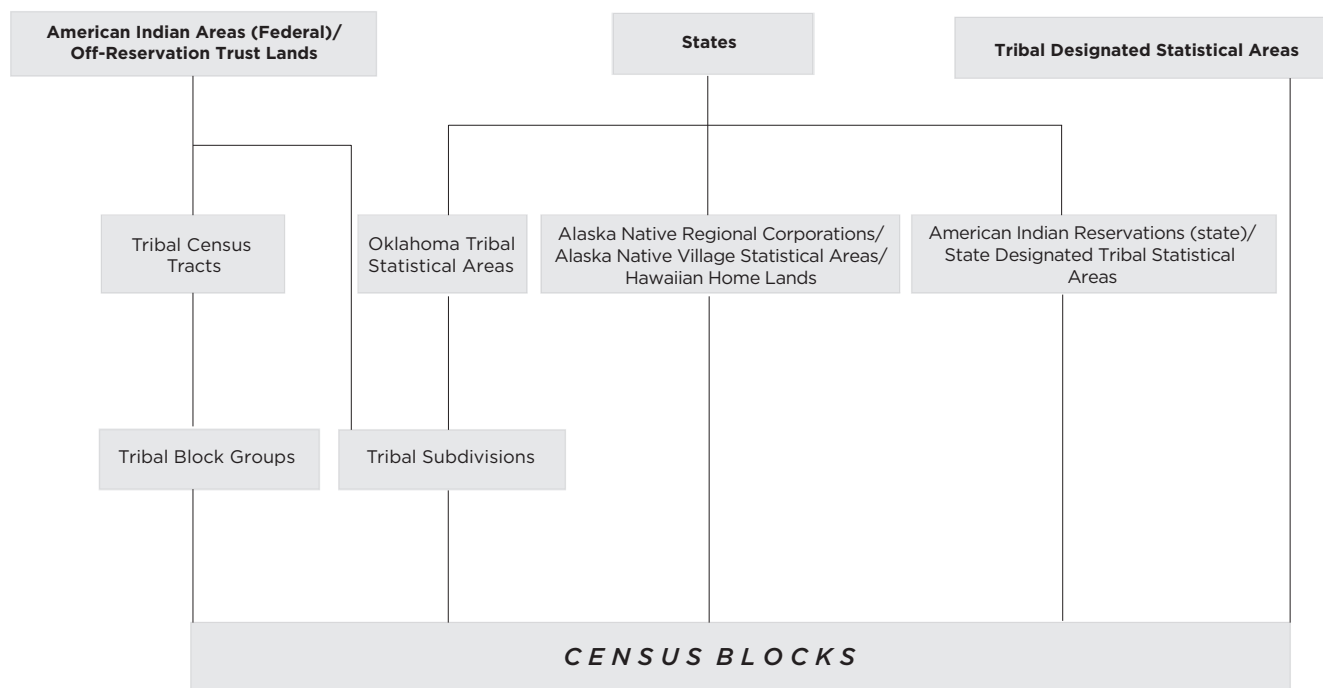 American Indian Areas (Federal)/
Off-Reservation Trust Lands
States
Tribal Designated Statistical Areas
Tribal Census
Tracts
Oklahoma Tribal
Statistical Areas
Alaska Native Regional Corporations/
Alaska Native Village Statistical Areas/
Hawaiian Home Lands
American Indian Reservations (state)/
State Designated Tribal Statistical
Areas
Tribal Block Groups
Tribal Subdivisions
CENSUS BLOCKS